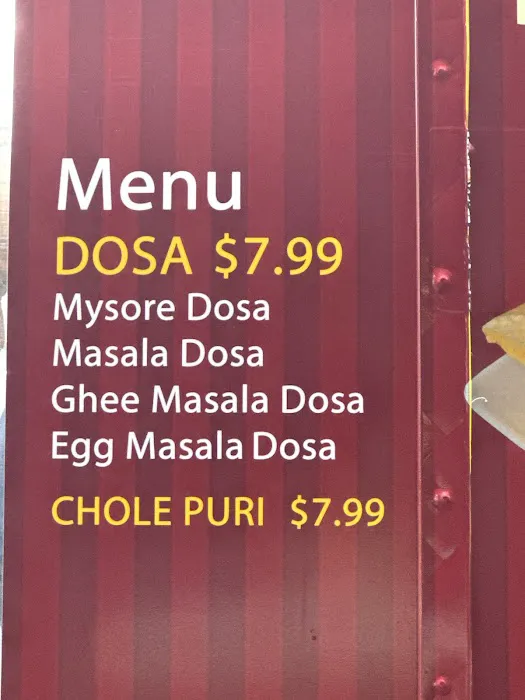 Menu
DOSA $7.99
Mysore Dosa
Masala Dosa
Ghee Masala Dosa
Egg Masala Dosa
CHOLE PURI $7.99